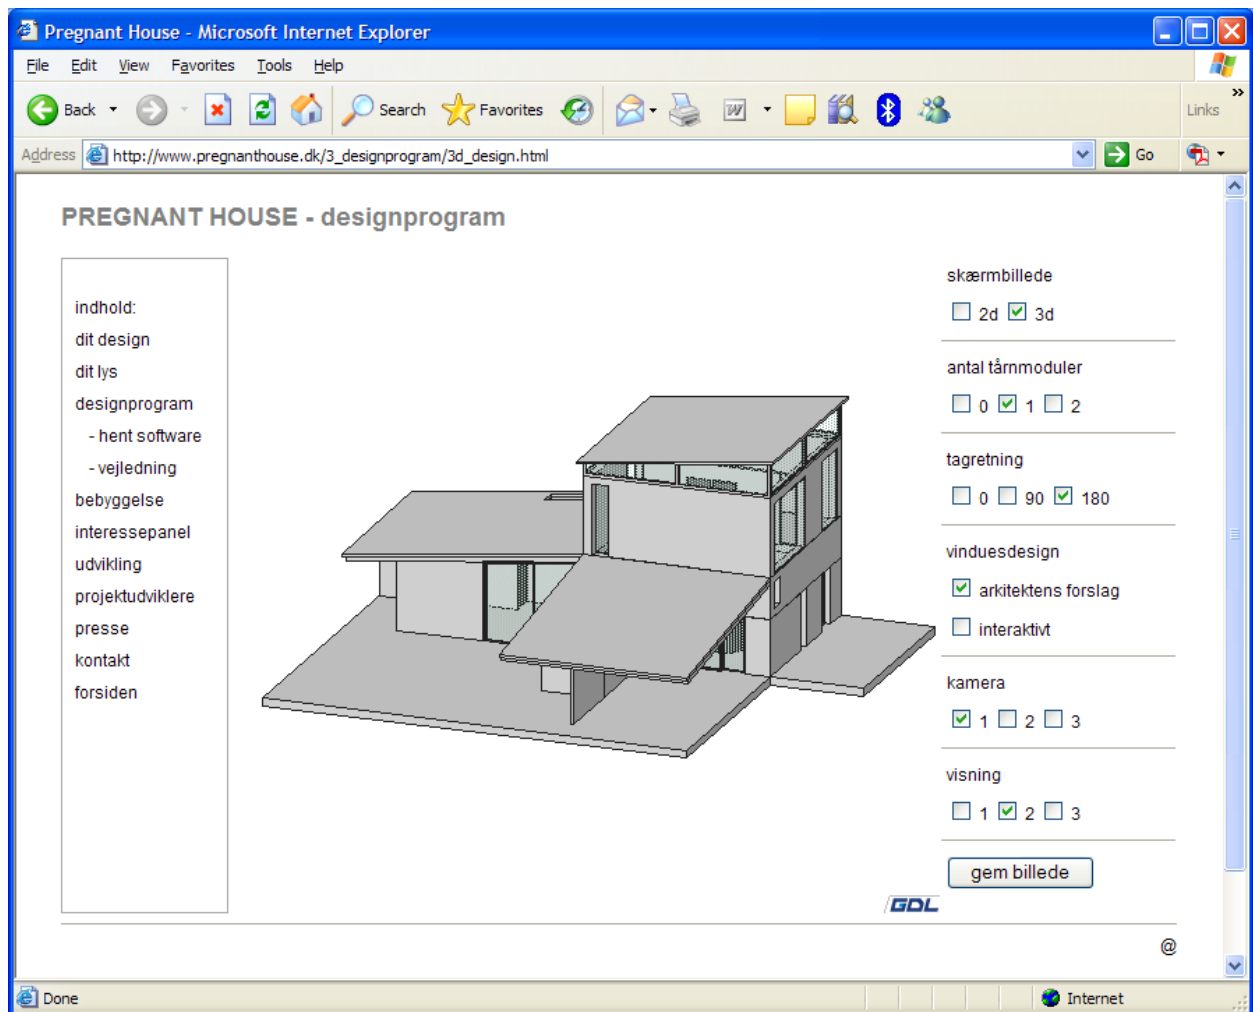 Pregnant House - Microsoft Internet Explorer
File Edit View Favorites Tools Help
Back Search Favorites W » Links
Address http://www.pregnanthouse.dk/3_designprogram/3d_design.html Go
PREGNANT HOUSE - designprogram
indhold:
dit design
dit lys
designprogram
- hent software
- vejledning
bebyggelse
interessepanel
udvikling
projektudviklere
presse
kontakt
forsiden
skærmbillede
2d 3d
antal tårnmoduler
0 1 2
tagretning
0 90 180
vinduesdesign
arkitektens forslag
interaktivt
kamera
1 2 3
visning
1 2 3
gem billede
GDL
@
Done Internet